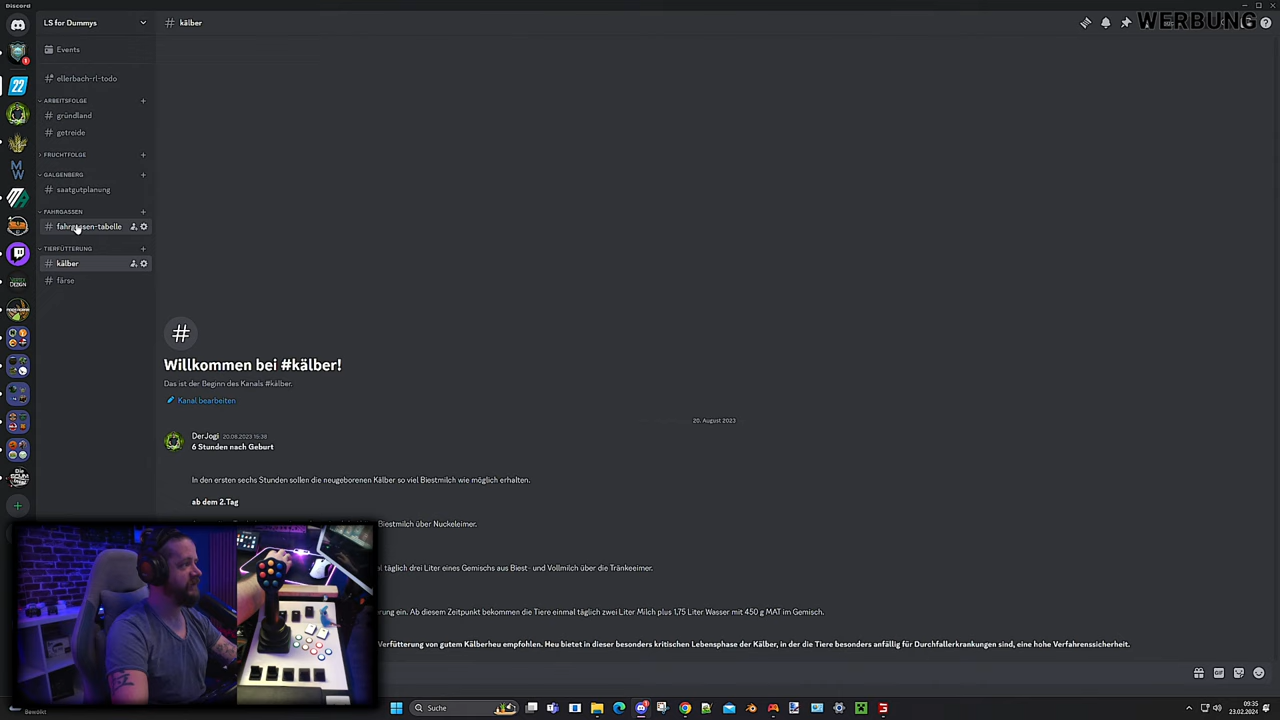 Discord
LS for Dummys
# kälber
WERBUNG
Events
ellerbach-rl-todo
ARBEITSFOLGE
gründland
getreide
FRUCHTFOLGE
GALGENBERG
saatgutplanung
FAHRGASSEN
fahrgassen-tabelle
TIERFÜTTERUNG
kälber
färse
22
1
#
Willkommen bei #kälber!
Das ist der Beginn des Kanals #kälber.
Kanal bearbeiten
20. August 2023
DerJogi 20.08.2023 16:38
6 Stunden nach Geburt
In den ersten sechs Stunden sollen die neugeborenen Kälber so viel Biestmilch wie möglich erhalten.
ab dem 2.Tag
Biestmilch über Nuckeleimer.
täglich drei Liter eines Gemischs aus Biest- und Vollmilch über die Tränkeeimer.
ein. Ab diesem Zeitpunkt bekommen die Tiere einmal täglich zwei Liter Milch plus 1,75 Liter Wasser mit 450 g MAT im Gemisch.
Verfütterung von gutem Kälberheu empfohlen. Heu bietet in dieser besonders kritischen Lebensphase der Kälber, in der die Tiere besonders anfällig für Durchfallerkrankungen sind, eine hohe Verfahrenssicherheit.
Bewölkt
Suche
09:35
23.02.2024